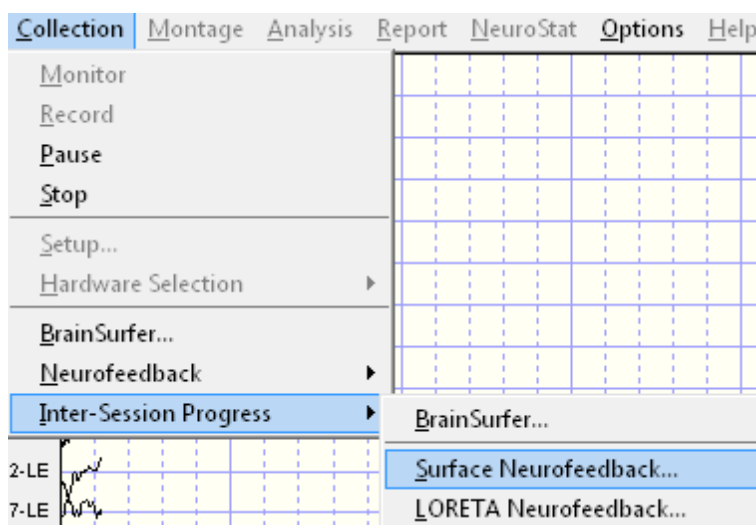 Collection Montage Analysis Report NeuroStat Options Help
Monitor
Record
Pause
Stop
Setup...
Hardware Selection
BrainSurfer...
Neurofeedback
Inter-Session Progress
BrainSurfer...
Surface Neurofeedback...
LORETA Neurofeedback...
2-LE
7-LE